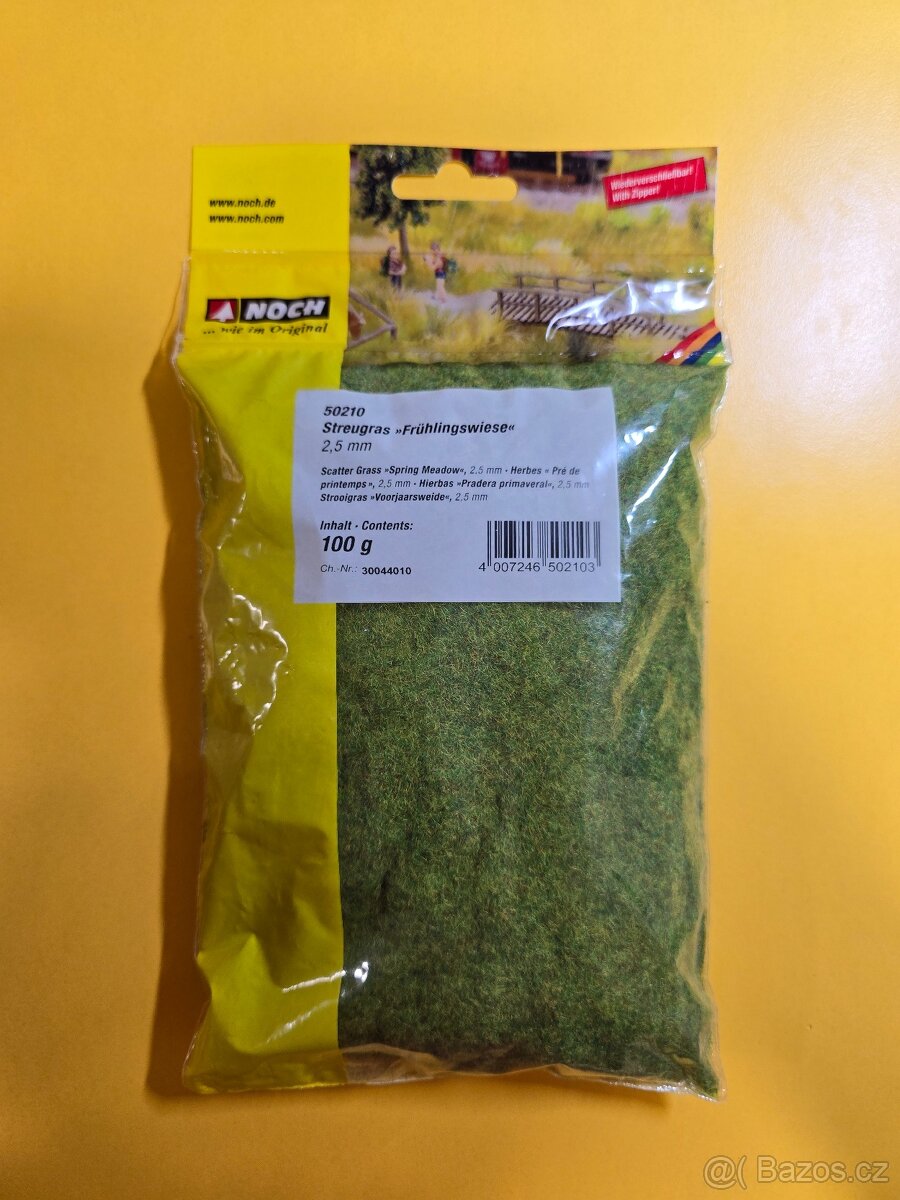 www.noch.de
www.noch.com
Wiederverschließbar!
With Zipper!
NOCH
... wie im Original
50210
Streugras »Frühlingswiese«
2,5 mm
Scatter Grass »Spring Meadow«, 2,5 mm · Herbes « Pré de
printemps », 2,5 mm · Hierbas »Pradera primaveral«, 2,5 mm
Strooigras »Voorjaarsweide«, 2,5 mm
Inhalt · Contents:
100 g
Ch.-Nr.: 30044010
4 007246 502103
@( Bazos.cz